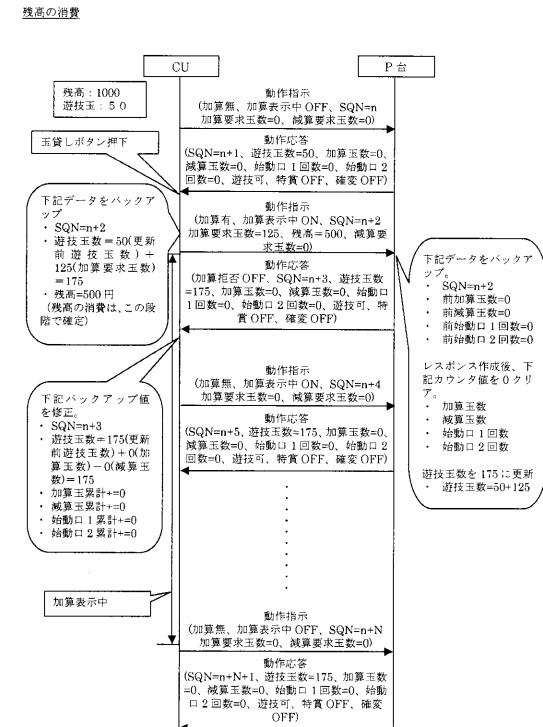 残高の消費
CU
P台
残高:1000
遊技玉:50
動作指示
(加算無、加算表示中 OFF、SQN=n
加算要求玉数=0、減算要求玉数=0)
玉貸しボタン押下
動作応答
(SQN=n+1、遊技玉数=50、加算玉数=0、
減算玉数=0、始動口1回数=0、始動口2
回数=0、遊技可、特賞 OFF、確変 OFF)
下記データをバックア
ップ
・ SQN=n+2
・ 遊技玉数=50(更新
前遊技玉数)+
125(加算要求玉数)
=175
・ 残高=500円
(残高の消費は、この段
階で確定)
動作指示
(加算有、加算表示中 ON、SQN=n+2
加算要求玉数=125、残高=500、減算要
求玉数=0)
動作応答
(加算拒否 OFF、SQN=n+3、遊技玉数
=175、加算玉数=0、減算玉数=0、始動口
1回数=0、始動口2回数=0、遊技可、特
賞 OFF、確変 OFF)
下記データをバックア
ップ。
・ SQN=n+2
・ 前加算玉数=0
・ 前減算玉数=0
・ 前始動口1回数=0
・ 前始動口2回数=0
レスポンス作成後、下
記カウンタ値を0クリ
ア。
・ 加算玉数
・ 減算玉数
・ 始動口1回数
・ 始動口2回数
遊技玉数を175に更新
・ 遊技玉数=50+125
動作指示
(加算無、加算表示中 ON、SQN=n+4
加算要求玉数=0、減算要求玉数=0)
下記バックアップ値
を修正。
・ SQN=n+3
・ 遊技玉数=175(更新
前遊技玉数)+0(加
算玉数)-0(減算玉
数)=175
・ 加算玉累計+=0
・ 減算玉累計+=0
・ 始動口1累計+=0
・ 始動口2累計+=0
動作応答
(SQN=n+5、遊技玉数=175、加算玉数=0、
減算玉数=0、始動口1回数=0、始動口2
回数=0、遊技可、特賞 OFF、確変 OFF)
加算表示中
動作指示
(加算無、加算表示中 OFF、SQN=n+N
加算要求玉数=0、減算要求玉数=0)
動作応答
(SQN=n+N+1、遊技玉数=175、加算玉数
=0、減算玉数=0、始動口1回数=0、始動
口2回数=0、遊技可、特賞 OFF、確変
OFF)